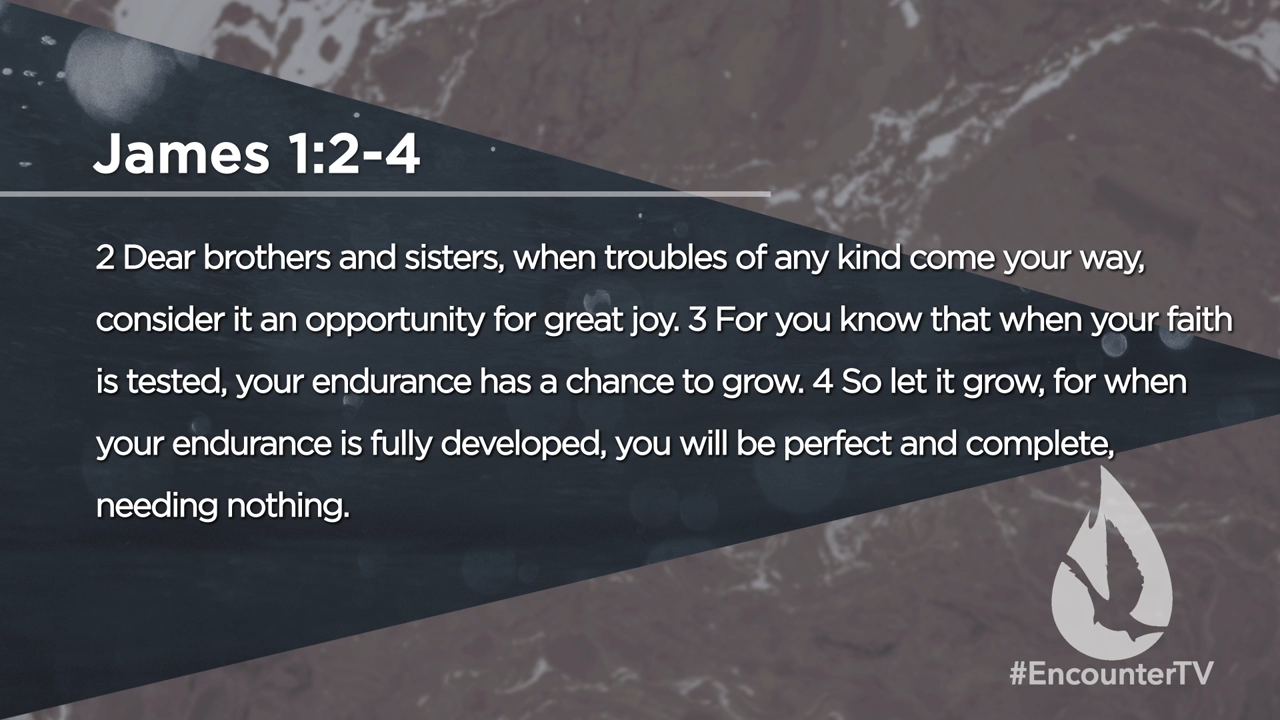 James 1:2-4
2 Dear brothers and sisters, when troubles of any kind come your way,
consider it an opportunity for great joy. 3 For you know that when your faith
is tested, your endurance has a chance to grow. 4 So let it grow, for when
your endurance is fully developed, you will be perfect and complete,
needing nothing.
#EncounterTV